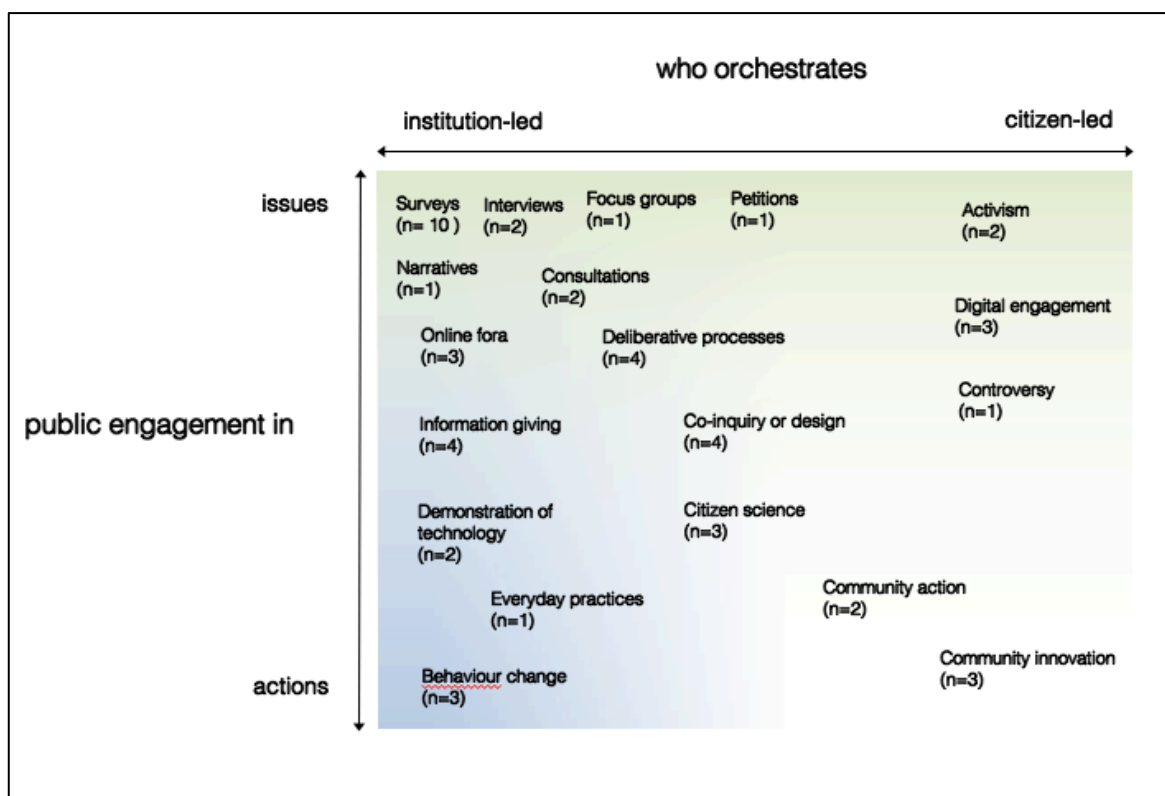 who orchestrates
institution-led
citizen-led
issues
Surveys
(n= 10 )
Interviews
(n=2)
Focus groups
(n=1)
Petitions
(n=1)
Activism
(n=2)
Narratives
(n=1)
Consultations
(n=2)
Digital engagement
(n=3)
Online fora
(n=3)
Deliberative processes
(n=4)
Controversy
(n=1)
public engagement in
Information giving
(n=4)
Co-inquiry or design
(n=4)
Demonstration of
technology
(n=2)
Citizen science
(n=3)
Everyday practices
(n=1)
Community action
(n=2)
actions
Behaviour change
(n=3)
Community innovation
(n=3)